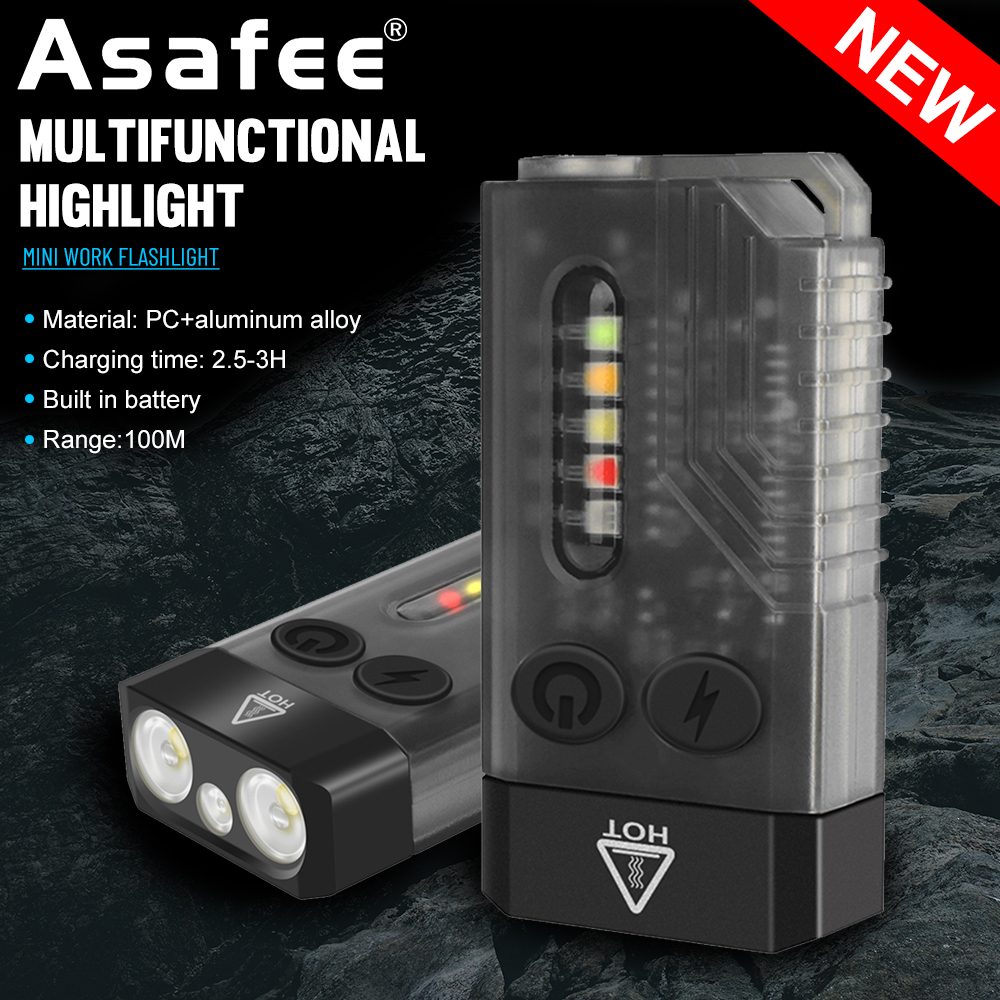 Asafee®
NEW
MULTIFUNCTIONAL
HIGHLIGHT
MINI WORK FLASHLIGHT
• Material: PC+aluminum alloy
• Charging time: 2.5-3H
• Built in battery
• Range:100M
HOT
HOT